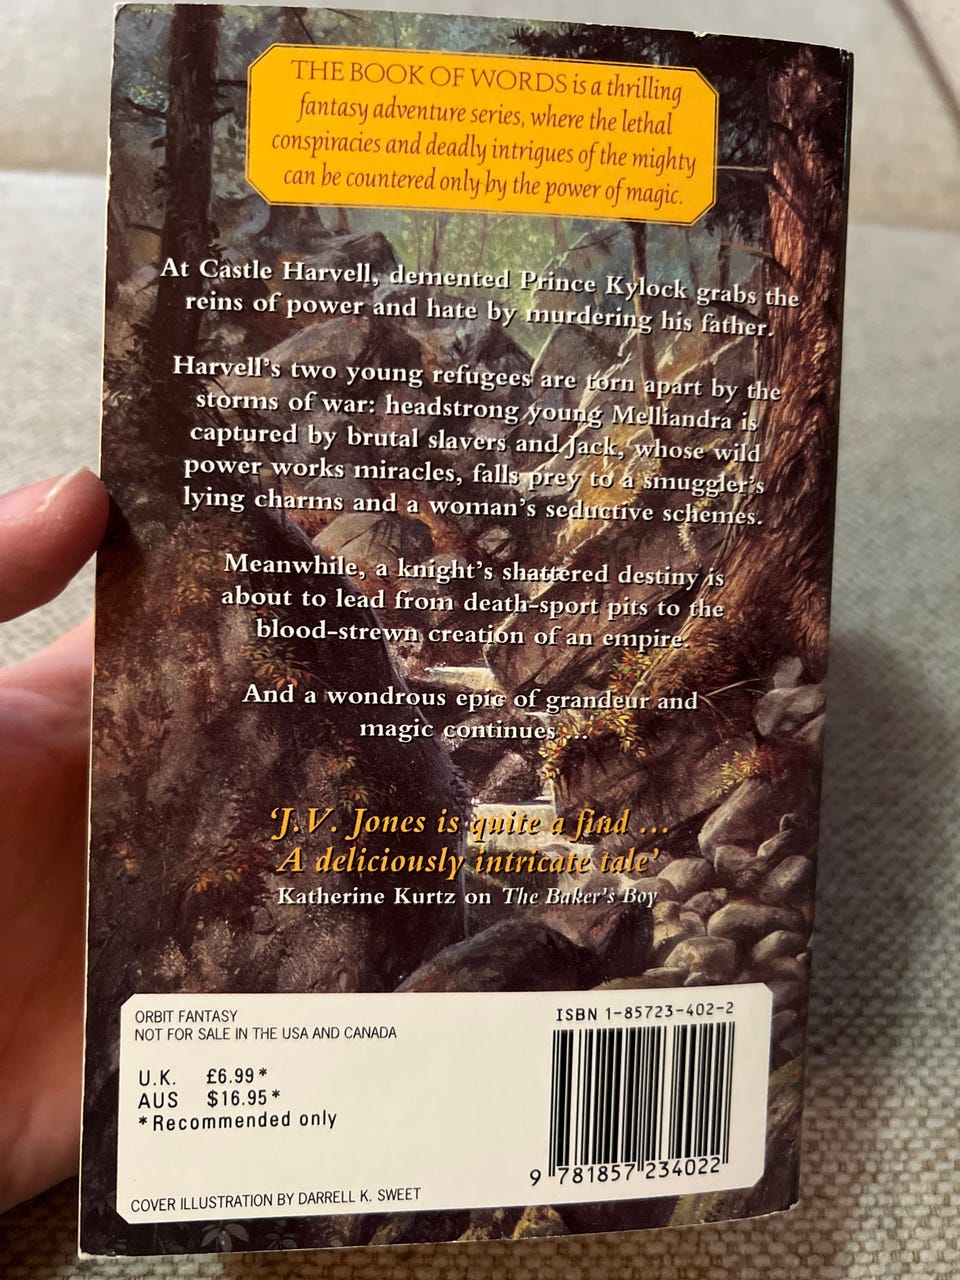 THE BOOK OF WORDS is a thrilling
fantasy adventure series, where the lethal
conspiracies and deadly intrigues of the mighty
can be countered only by the power of magic.
At Castle Harvell, demented Prince Kylock grabs the
reins of power and hate by murdering his father.
Harvell's two young refugees are torn apart by the
storms of war: headstrong young Melliandra is
captured by brutal slavers and Jack, whose wild
power works miracles, falls prey to a smuggler's
lying charms and a woman's seductive schemes.
Meanwhile, a knight's shattered destiny is
about to lead from death-sport pits to the
blood-strewn creation of an empire.
And a wondrous epic of grandeur and
magic continues ...
'J.V. Jones is quite a find ...
A deliciously intricate tale'
Katherine Kurtz on The Baker's Boy
ORBIT FANTASY
NOT FOR SALE IN THE USA AND CANADA
U.K. £6.99*
AUS $16.95*
*Recommended only
COVER ILLUSTRATION BY DARRELL K. SWEET
ISBN 1-85723-402-2
9 781857 234022